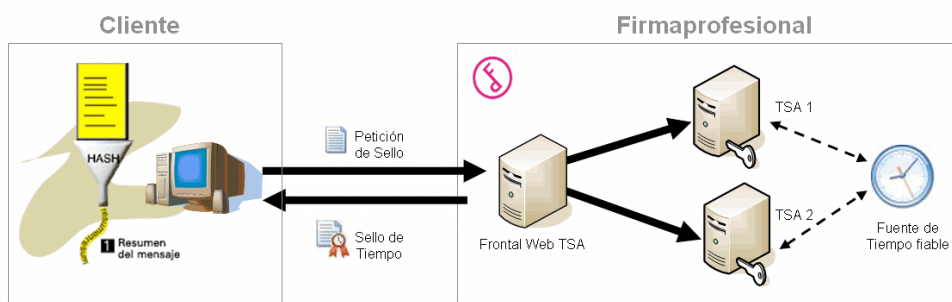 Cliente
Firmaprofesional
HASH
resumenresum
1 Resumen
del mensaje
Petición
de Sello
Sello de
Tiempo
Frontal Web TSA
TSA 1
TSA 2
Fuente de
Tiempo fiable